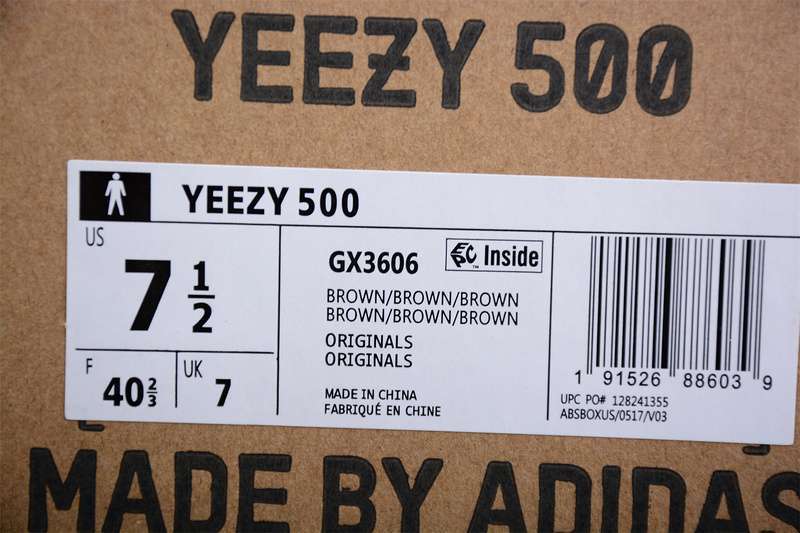 YEEZY 500
YEEZY 500
US
7 1/2
F
40 2/3
UK
7
GX3606
EPC™ Inside
BROWN/BROWN/BROWN
BROWN/BROWN/BROWN
ORIGINALS
ORIGINALS
MADE IN CHINA
FABRIQUÉ EN CHINE
1 91526 88603 9
UPC PO# 128241355
ABSBOXUS/0517/V03
MADE BY ADIDAS